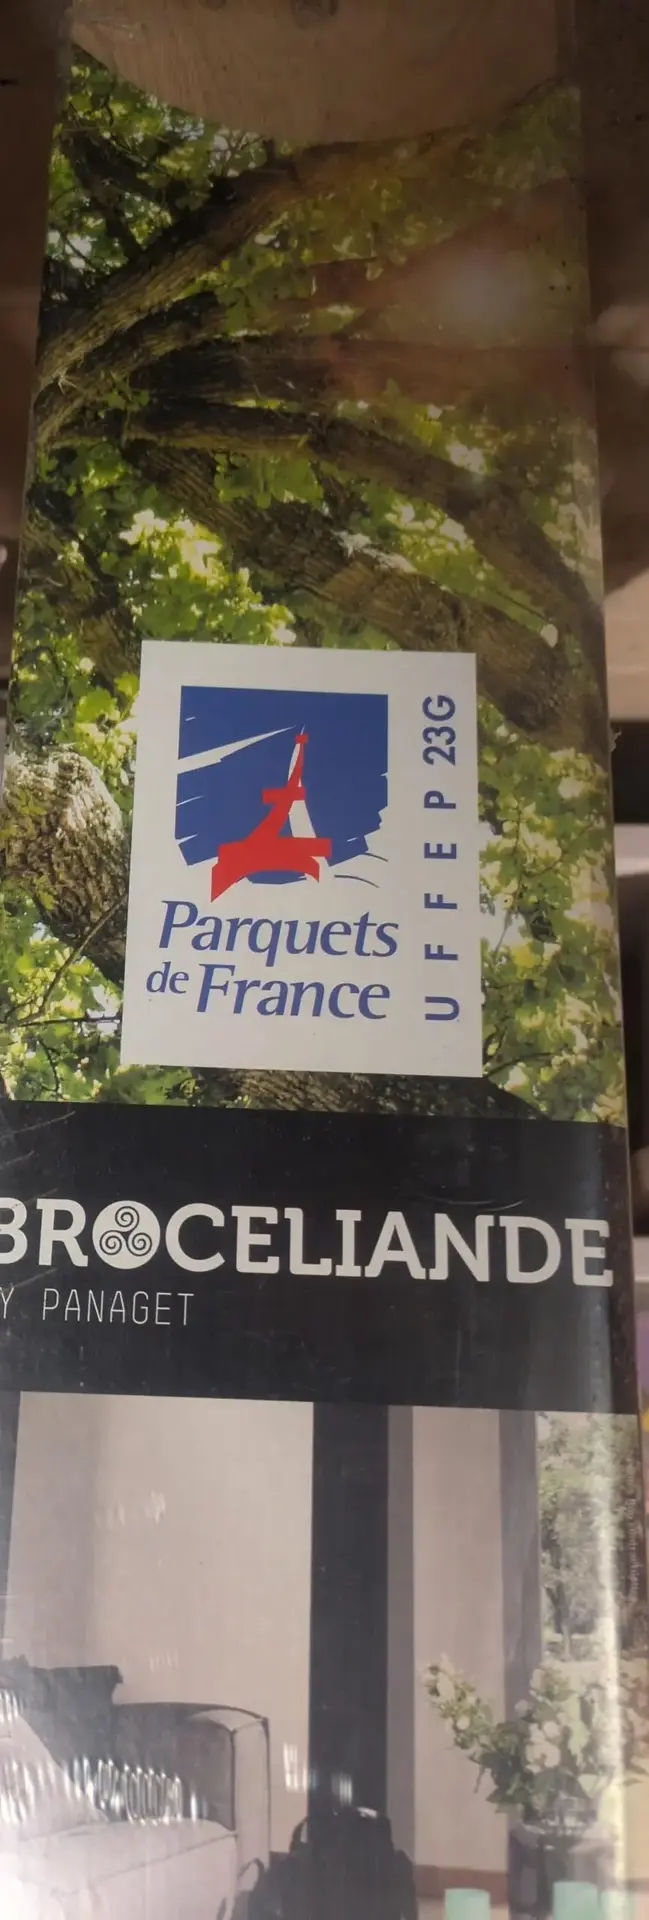 Parquets
de France
UFFEP 23G
BROCELIANDE
Y PANAGET